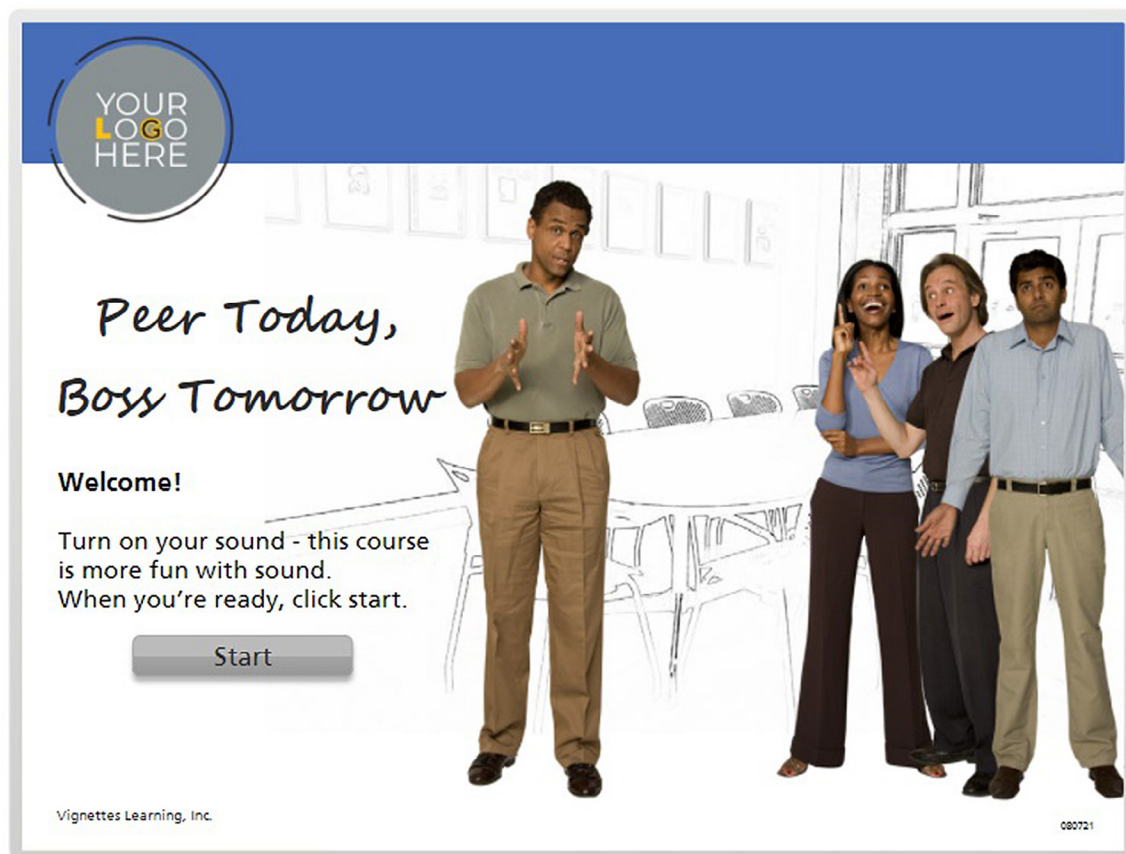 YOUR
LOGO
HERE
Peer Today,
Boss Tomorrow
Welcome!
Turn on your sound - this course
is more fun with sound.
When you're ready, click start.
Start
Vignettes Learning, Inc.
080721